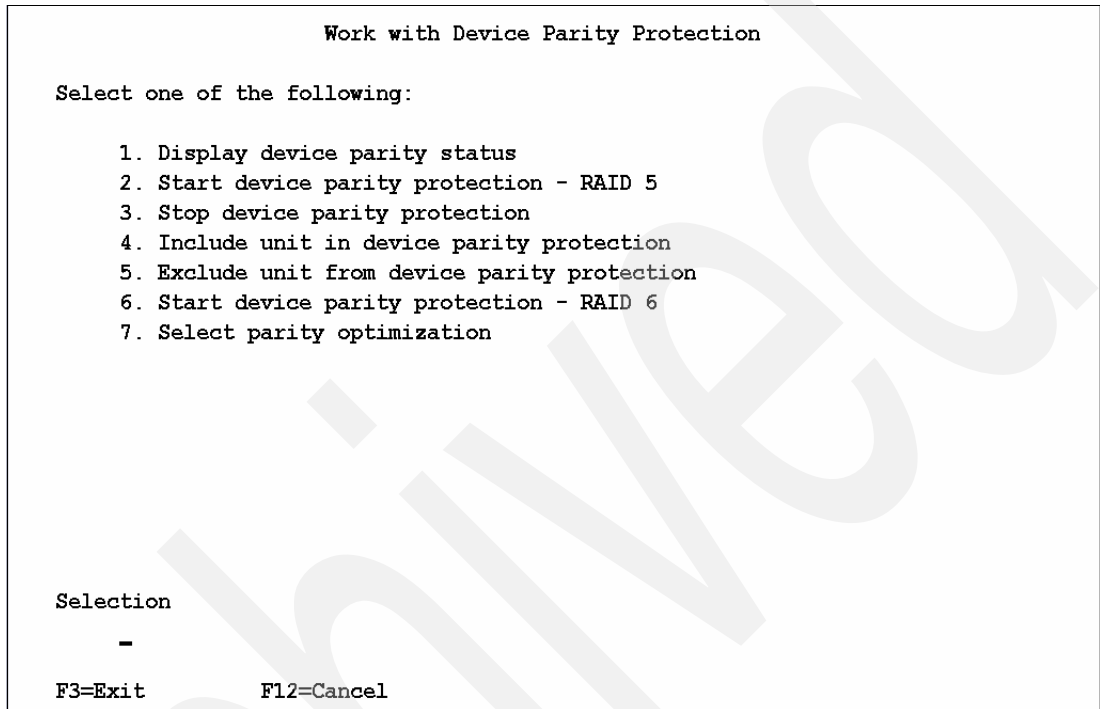 Work with Device Parity Protection
Select one of the following:
1. Display device parity status
2. Start device parity protection - RAID 5
3. Stop device parity protection
4. Include unit in device parity protection
5. Exclude unit from device parity protection
6. Start device parity protection - RAID 6
7. Select parity optimization
Selection
_
F3=Exit F12=Cancel